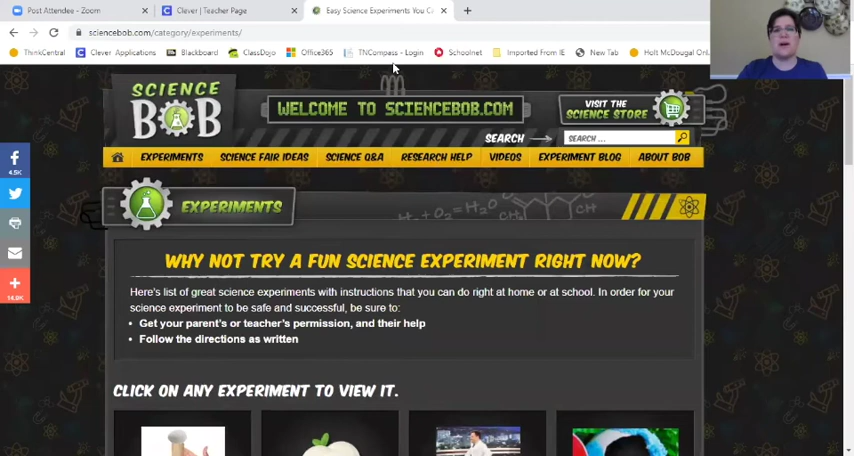 Post Attendee - Zoom
Clever | Teacher Page
Easy Science Experiments You C
sciencebob.com/category/experiments/
ThinkCentral
Clever Applications
Blackboard
ClassDojo
Office365
TNCompass - Login
Schoolnet
Imported From IE
New Tab
Holt McDougal Onl
SCIENCE
BOB
WELCOME TO SCIENCEBOB.COM
VISIT THE
SCIENCE STORE
SEARCH
SEARCH ...
EXPERIMENTS
SCIENCE FAIR IDEAS
SCIENCE Q&A
RESEARCH HELP
VIDEOS
EXPERIMENT BLOG
ABOUT BOB
4.5K
14.9K
EXPERIMENTS
WHY NOT TRY A FUN SCIENCE EXPERIMENT RIGHT NOW?
Here's list of great science experiments with instructions that you can do right at home or at school. In order for your
science experiment to be safe and successful, be sure to:
• Get your parent's or teacher's permission, and their help
• Follow the directions as written
CLICK ON ANY EXPERIMENT TO VIEW IT.